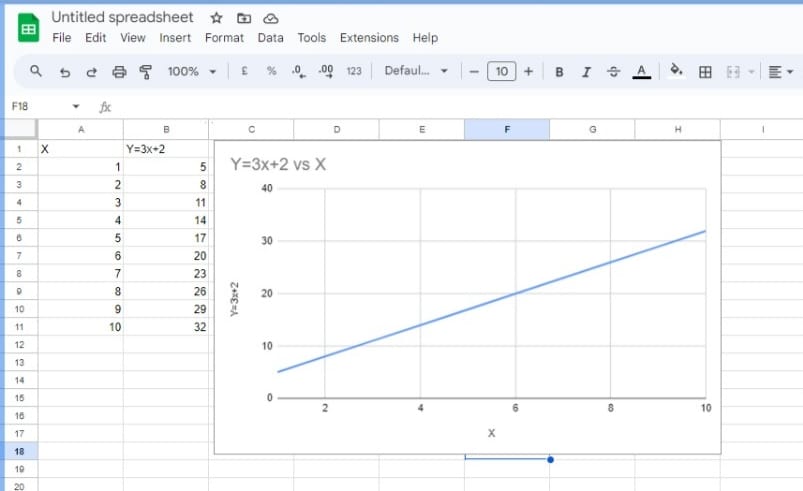 Untitled spreadsheet
File Edit View Insert Format Data Tools Extensions Help
100% £ % .0 .00 123 Defaul... − 10 + B I S A
F18 fx
A B C D E F G H I
1 X Y=3x+2
2 1 5
3 2 8
4 3 11
5 4 14
6 5 17
7 6 20
8 7 23
9 8 26
10 9 29
11 10 32
12
13
14
15
16
17
18
19
20
Y=3x+2 vs X
40
30
20
10
0
Y=3x+2
2 4 6 8 10
X